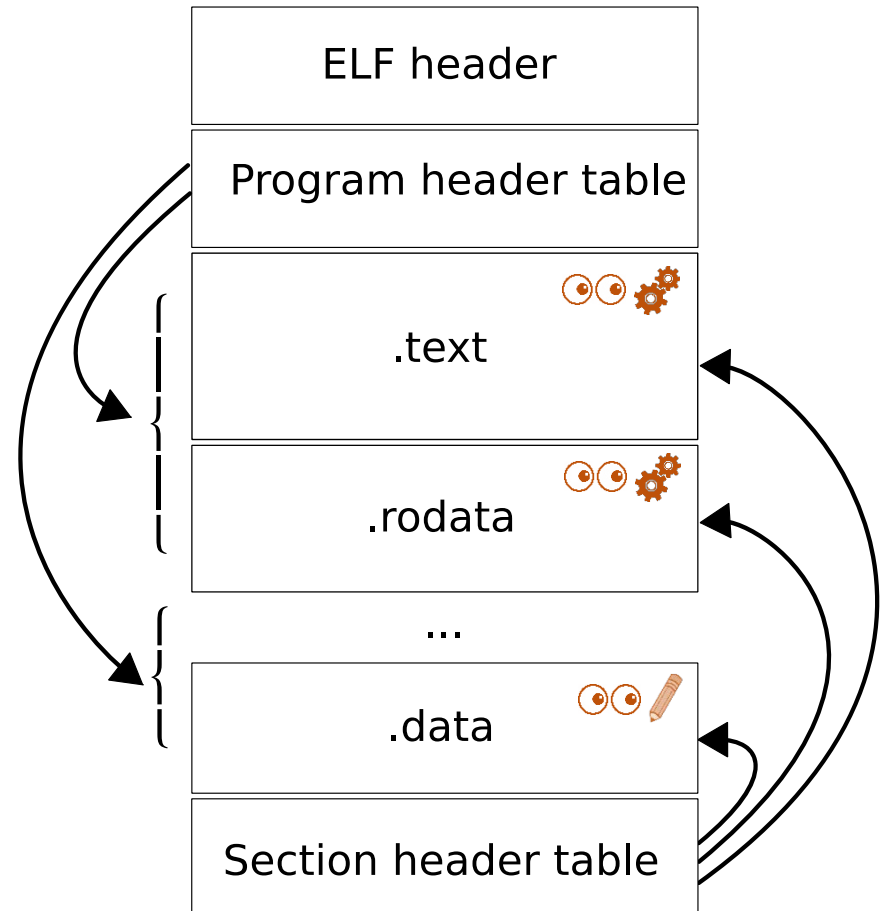 ELF header
Program header table
.text
.rodata
...
.data
Section header table